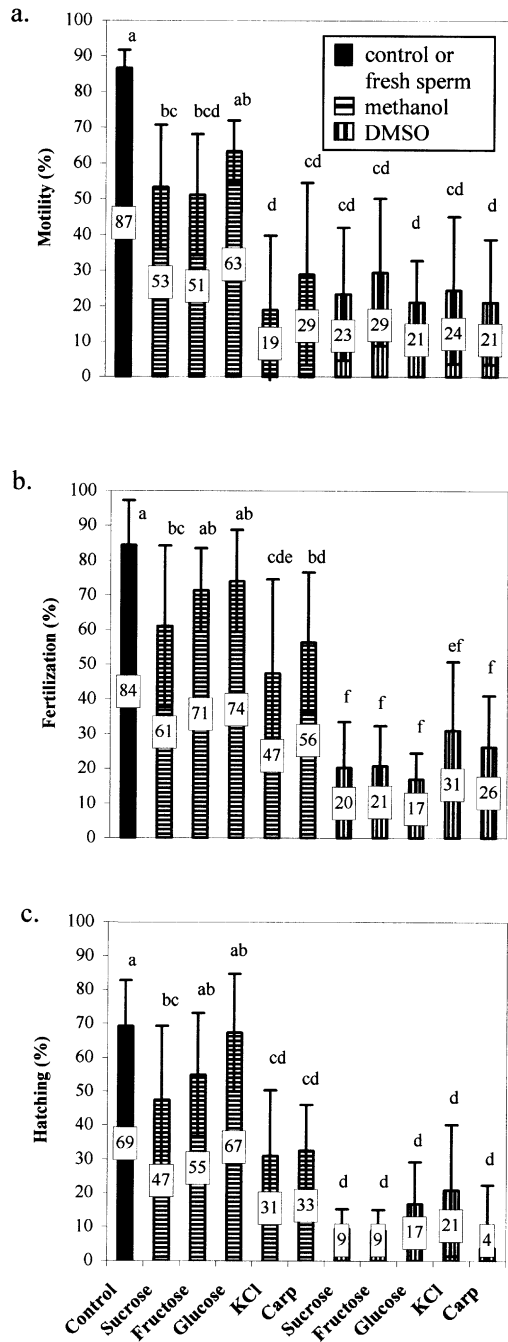 a.
100
90
80
70
60
50
40
30
20
10
0
Motility (%)
control or
fresh sperm
methanol
DMSO
a bc bcd ab d cd cd cd d cd d
87 53 51 63 19 29 23 29 21 24 21
b.
100
90
80
70
60
50
40
30
20
10
0
Fertilization (%)
a bc ab ab cde bd f f f ef f
84 61 71 74 47 56 20 21 17 31 26
c.
100
90
80
70
60
50
40
30
20
10
0
Hatching (%)
a bc ab ab cd cd d d d d d
69 47 55 67 31 33 9 9 17 21 4
Control Sucrose Fructose Glucose KCl Carp Sucrose Fructose Glucose KCl Carp